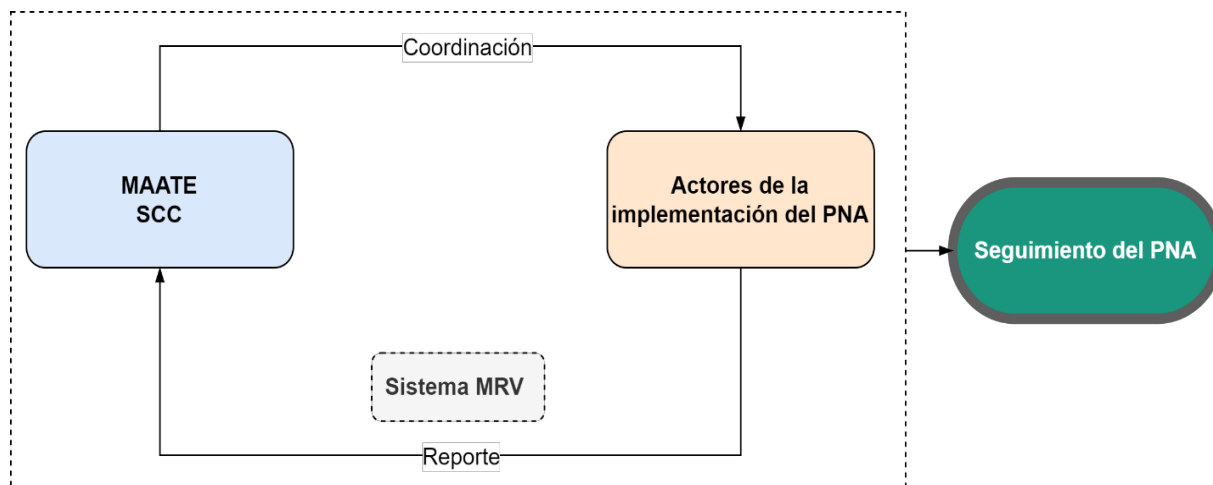 Coordinación
MAATE
SCC
Actores de la
implementación del PNA
Seguimiento del PNA
Sistema MRV
Reporte